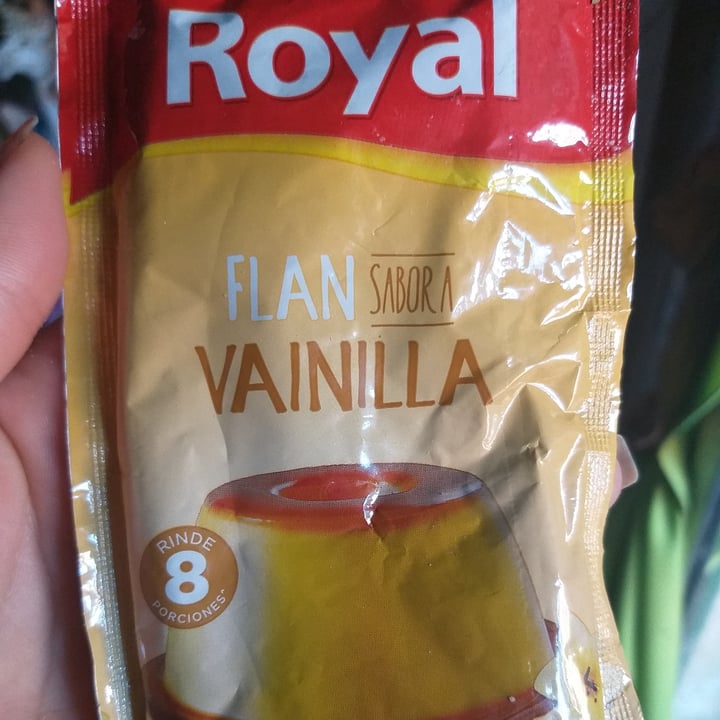 Royal
FLAN SABOR A
VAINILLA
RINDE
8
PORCIONES^